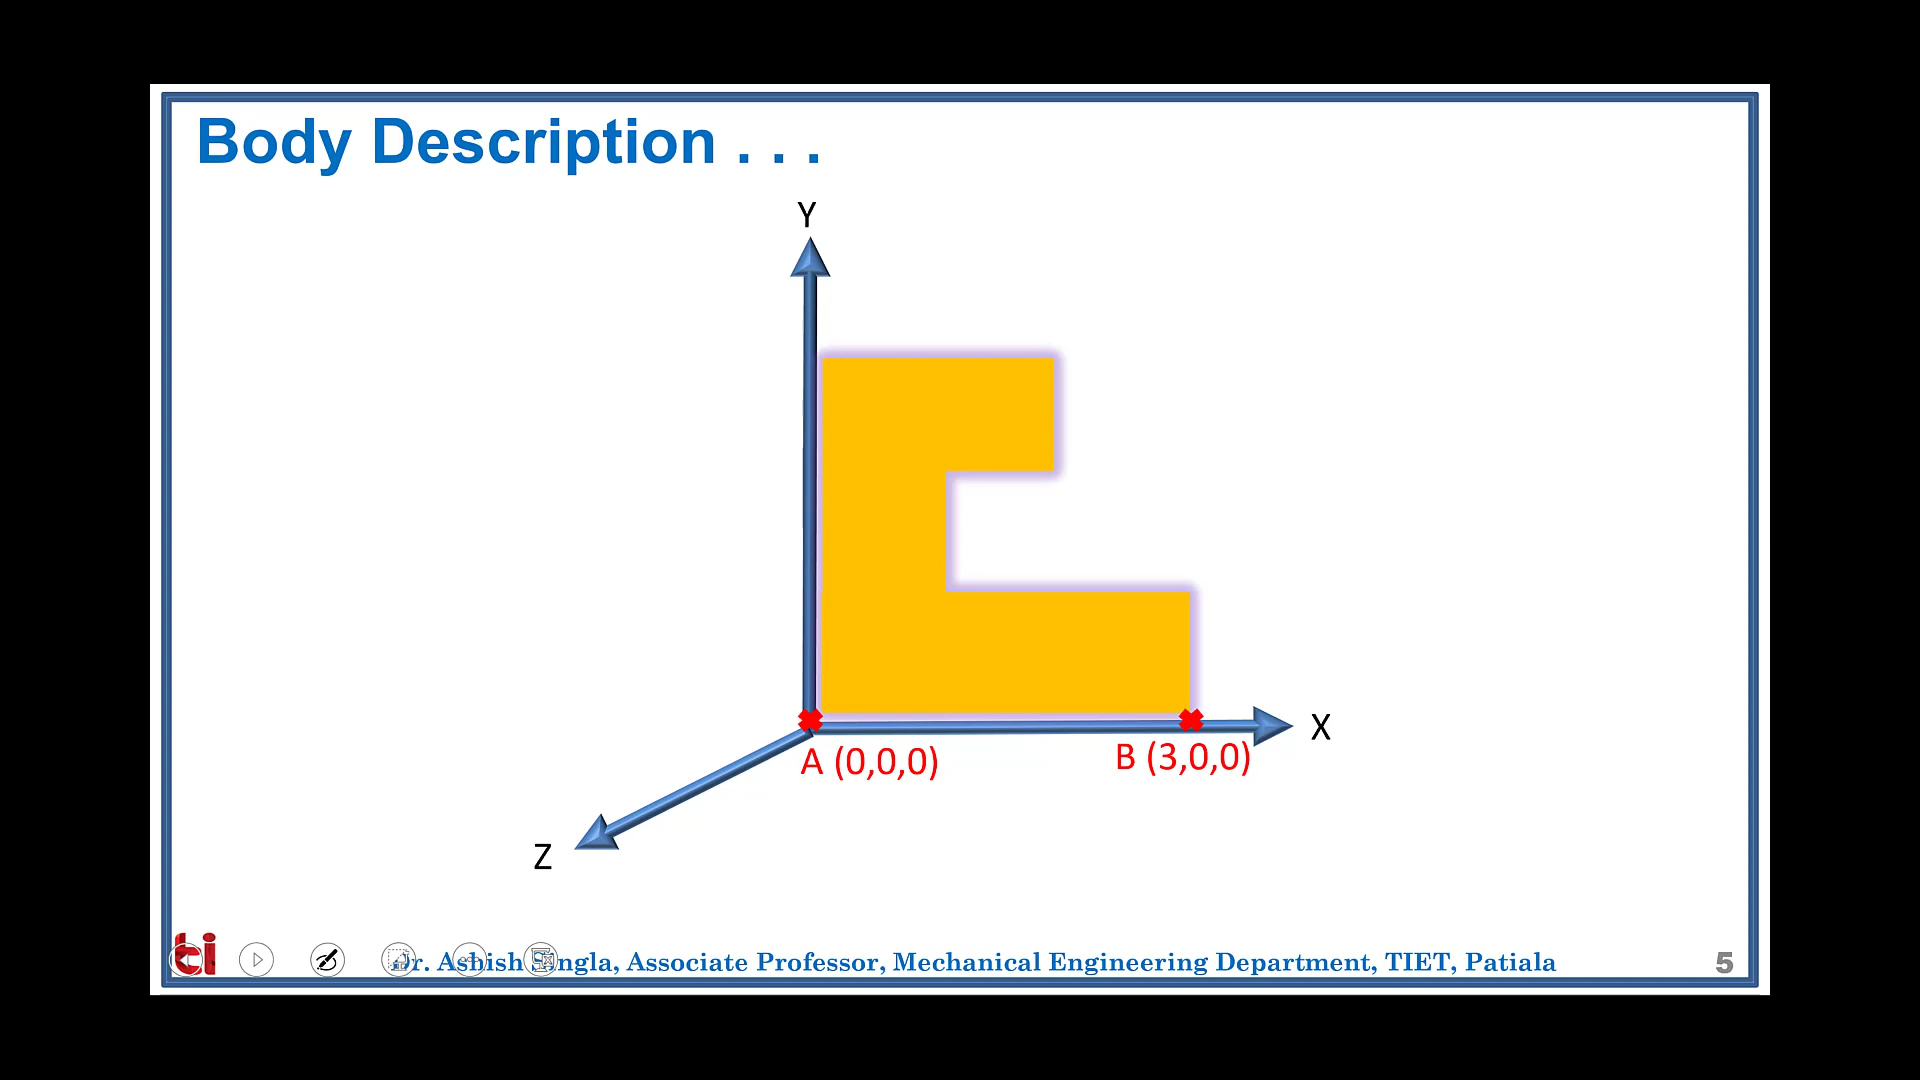 Body Description . . .
Y
X
A (0,0,0)
B (3,0,0)
Z
ti
Dr. Ashish Singla, Associate Professor, Mechanical Engineering Department, TIET, Patiala
5